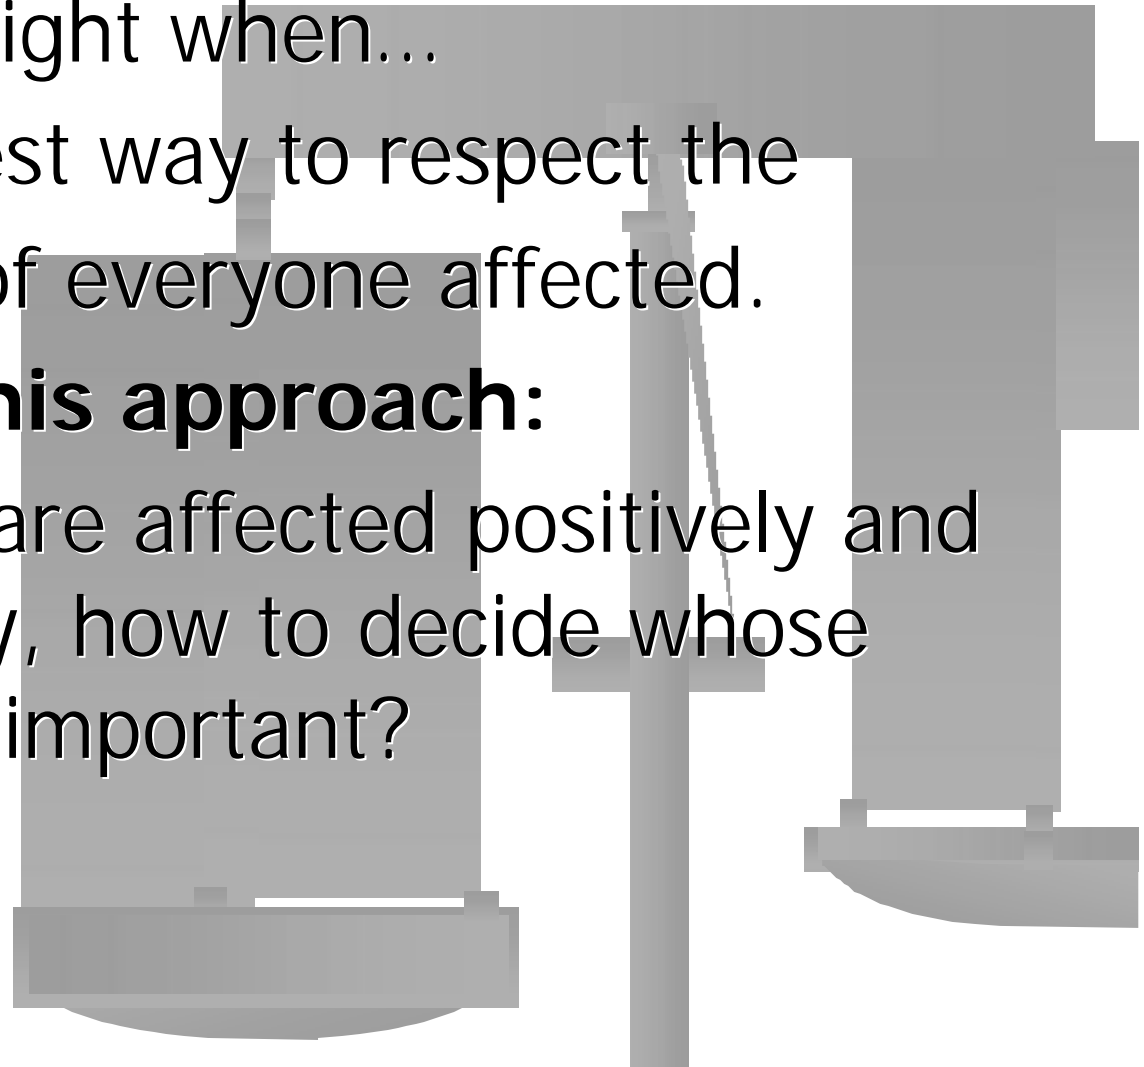 ight when...
est way to respect the
of everyone affected.
his approach:
are affected positively and
y, how to decide whose
important?